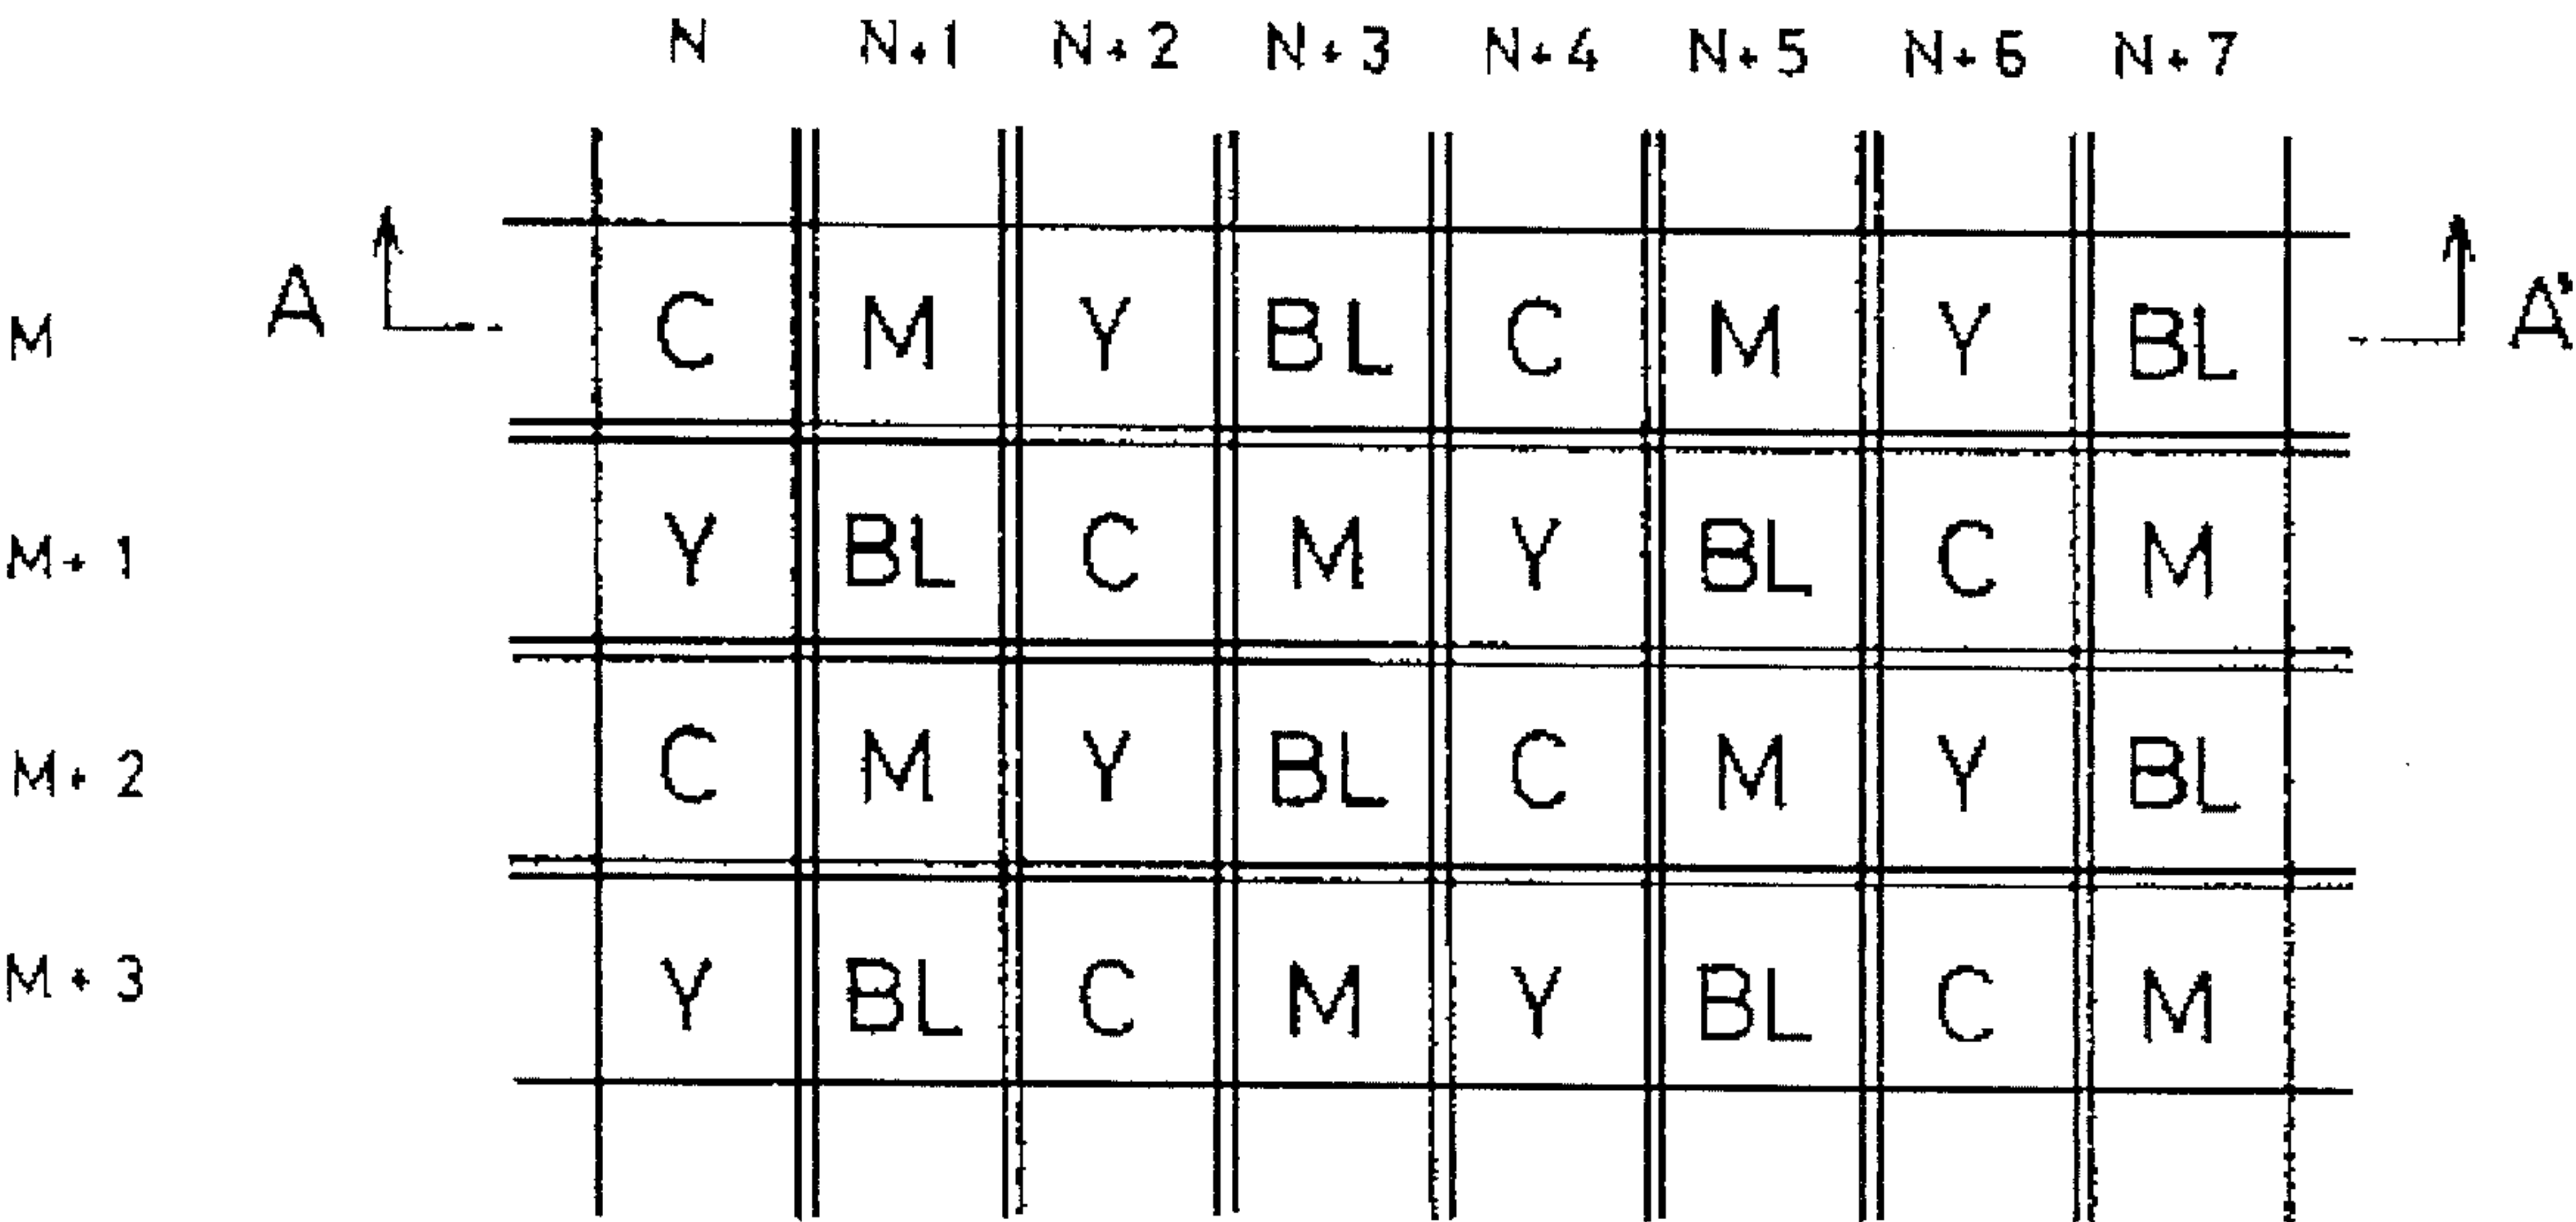 N N+1 N+2 N+3 N+4 N+5 N+6 N+7
M A C M Y BL C M Y BL A'
M+1 Y BL C M Y BL C M
M+2 C M Y BL C M Y BL
M+3 Y BL C M Y BL C M